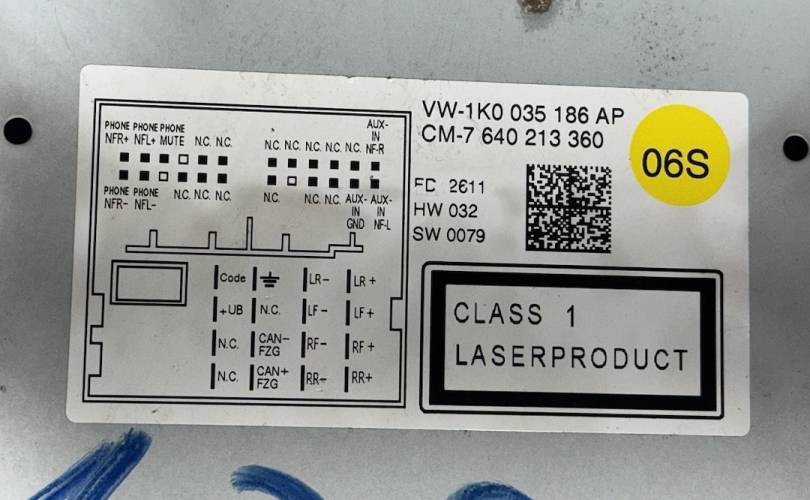 VW-1K0 035 186 AP
CM-7 640 213 360
06S
FD 2611
HW 032
SW 0079
CLASS 1
LASERPRODUCT
PHONE PHONE PHONE
NFR+ NFL+ MUTE N.C. N.C.
AUX-
IN
N.C. N.C. N.C. N.C. N.C. NF-R
PHONE PHONE
NFR- NFL-
N.C. N.C. N.C.
N.C. N.C. N.C. AUX- AUX-
IN IN
GND NF-L
Code LR- LR+
+UB N.C. LF- LF+
N.C. CAN- FZG RF- RF+
N.C. CAN+ FZG RR- RR+